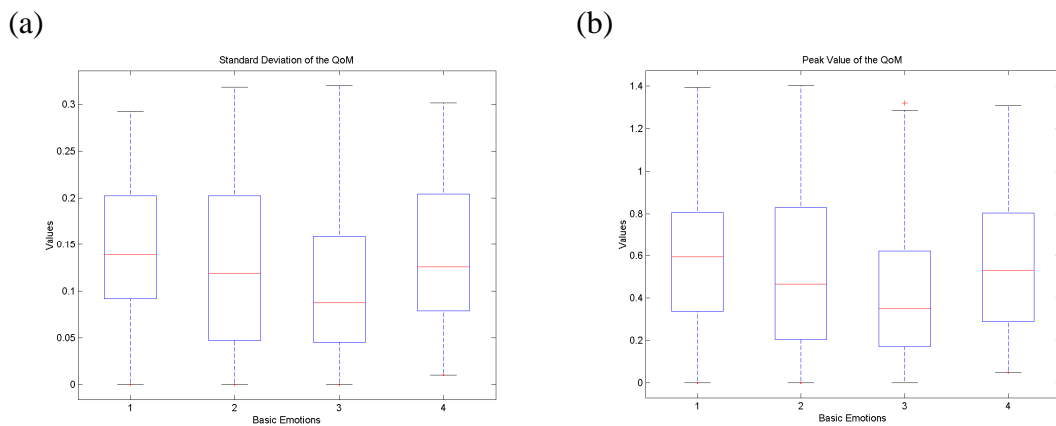 (a)
Standard Deviation of the QoM
0.3
0.25
0.2
0.15
0.1
0.05
0
Values
1 2 3 4
Basic Emotions
(b)
Peak Value of the QoM
1.4
1.2
1
0.8
0.6
0.4
0.2
0
Values
1 2 3 4
Basic Emotions